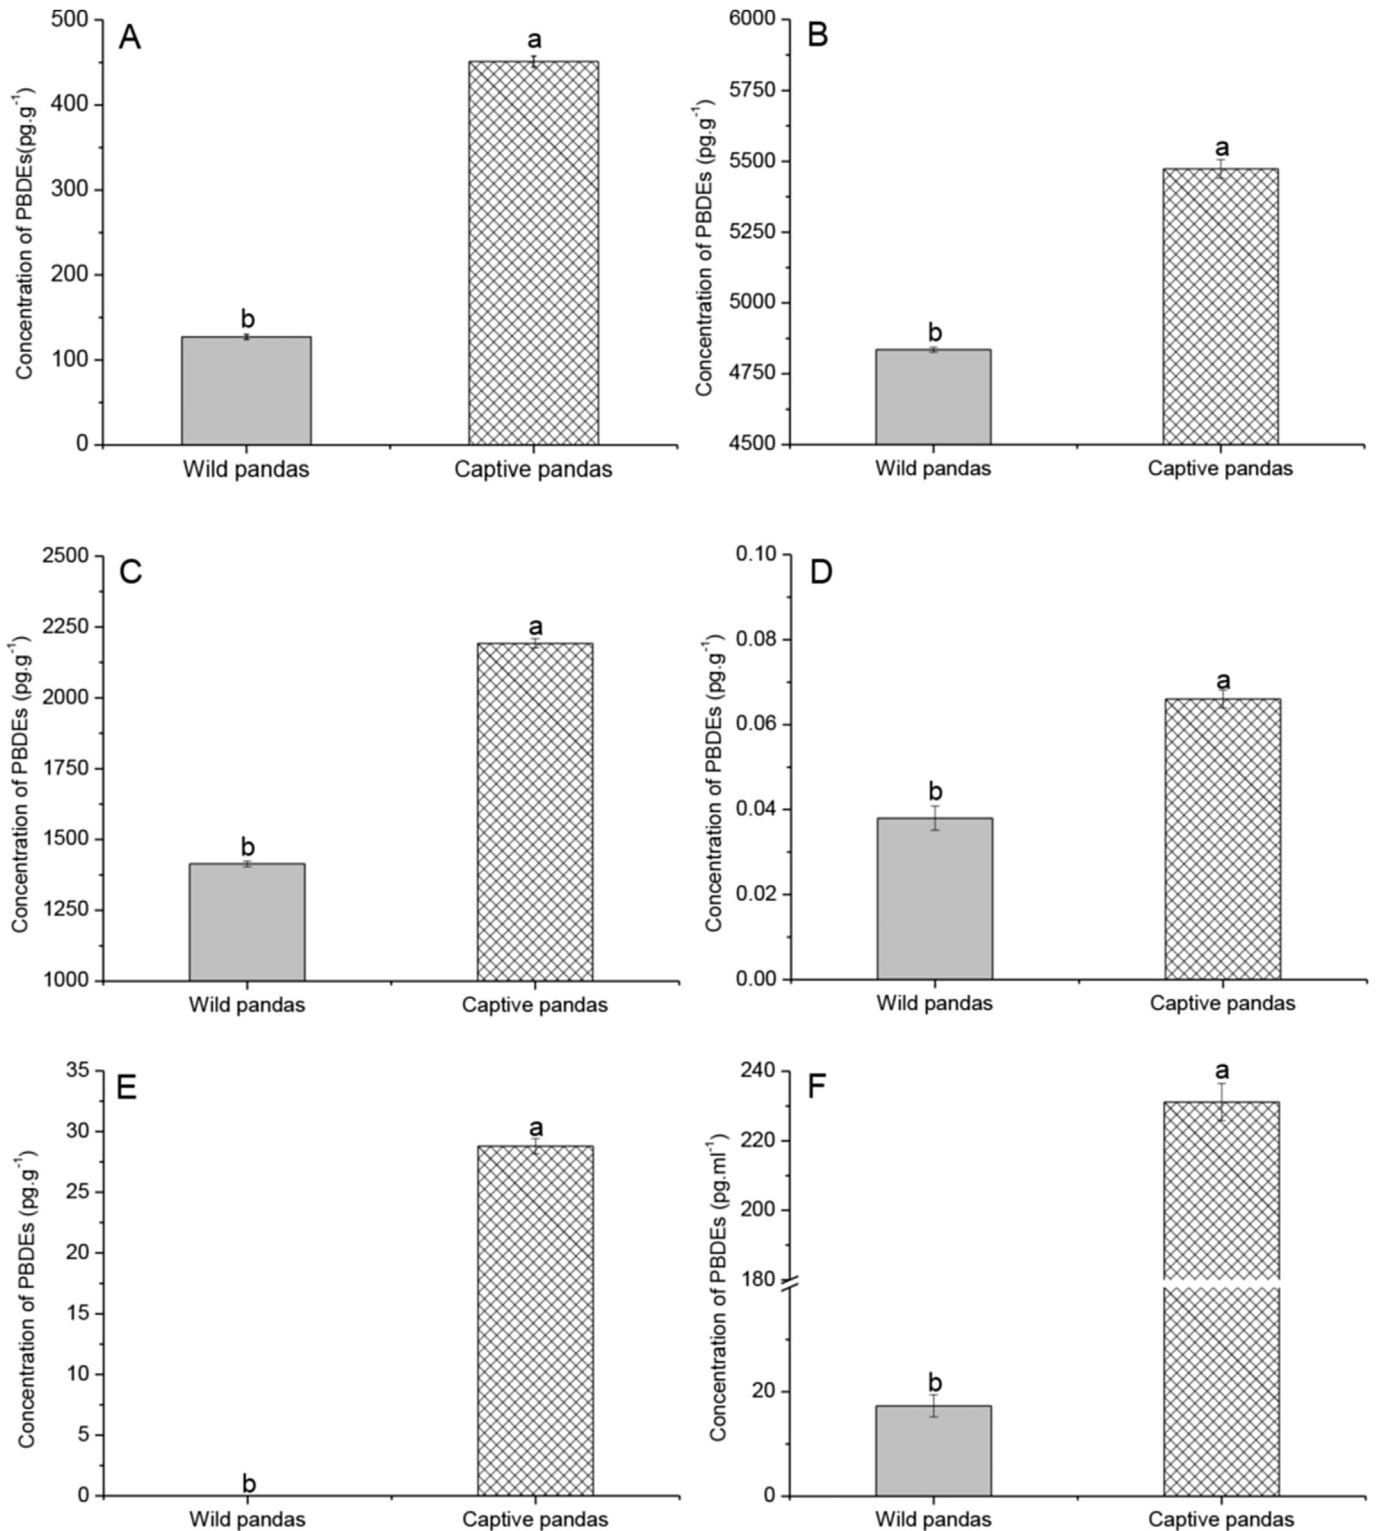 A
Concentration of PBDEs(pg.g⁻¹)
500
400
300
200
100
0
b
a
Wild pandas
Captive pandas
B
Concentration of PBDEs (pg.g⁻¹)
6000
5750
5500
5250
5000
4750
4500
b
a
Wild pandas
Captive pandas
C
Concentration of PBDEs (pg.g⁻¹)
2500
2250
2000
1750
1500
1250
1000
b
a
Wild pandas
Captive pandas
D
Concentration of PBDEs (pg.g⁻¹)
0.10
0.08
0.06
0.04
0.02
0.00
b
a
Wild pandas
Captive pandas
E
Concentration of PBDEs (pg.g⁻¹)
35
30
25
20
15
10
5
0
b
a
Wild pandas
Captive pandas
F
Concentration of PBDEs (pg.ml⁻¹)
240
220
200
180
20
0
b
a
Wild pandas
Captive pandas